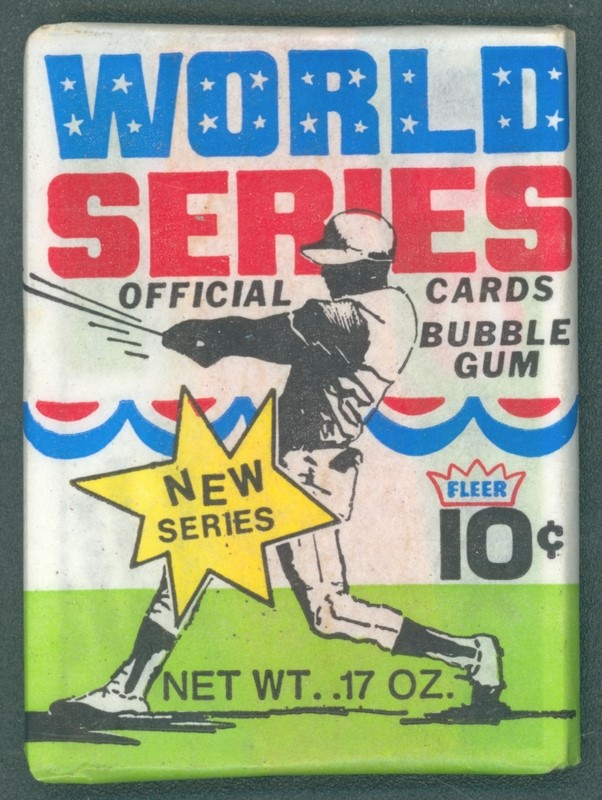 WORLD
SERIES
OFFICIAL CARDS
BUBBLE
GUM
NEW
SERIES
FLEER
10¢
NET WT. .17 OZ.